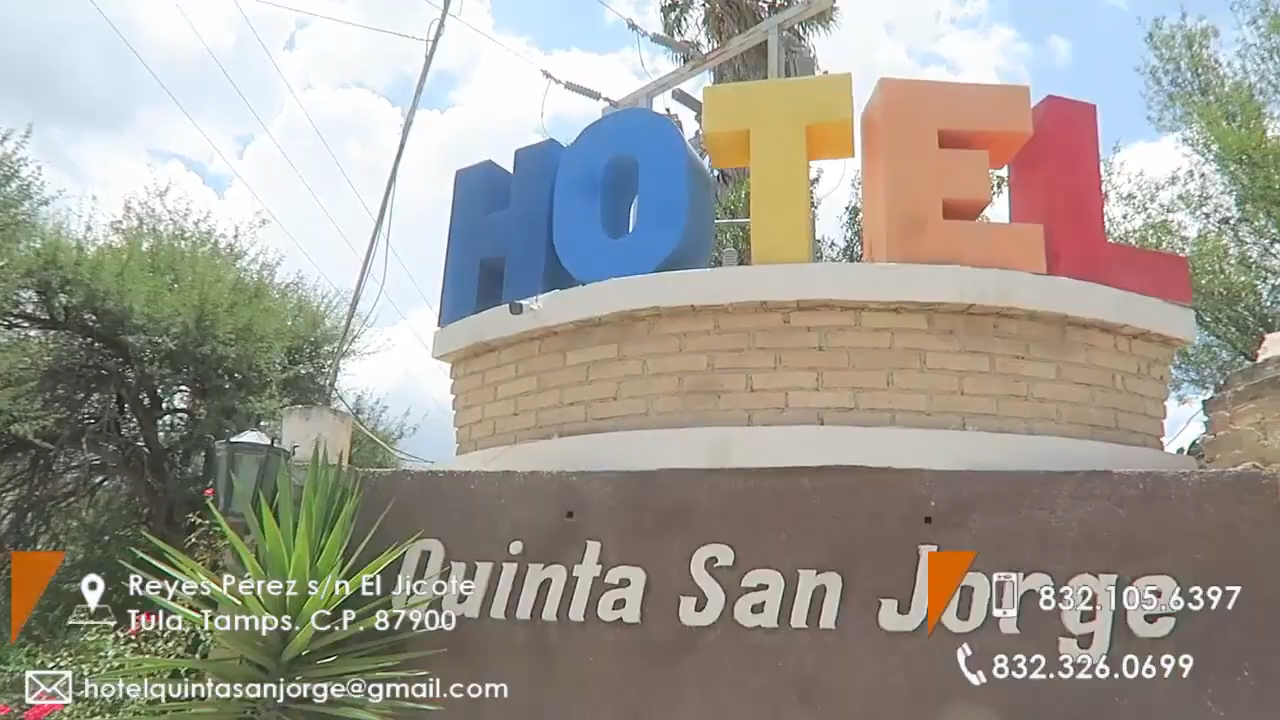 HOTEL
Quinta San Jorge
Reyes Pérez s/n El Jicote
Tula, Tamps. C.P. 87900
hotelquintasanjorge@gmail.com
832.105.6397
832.326.0699